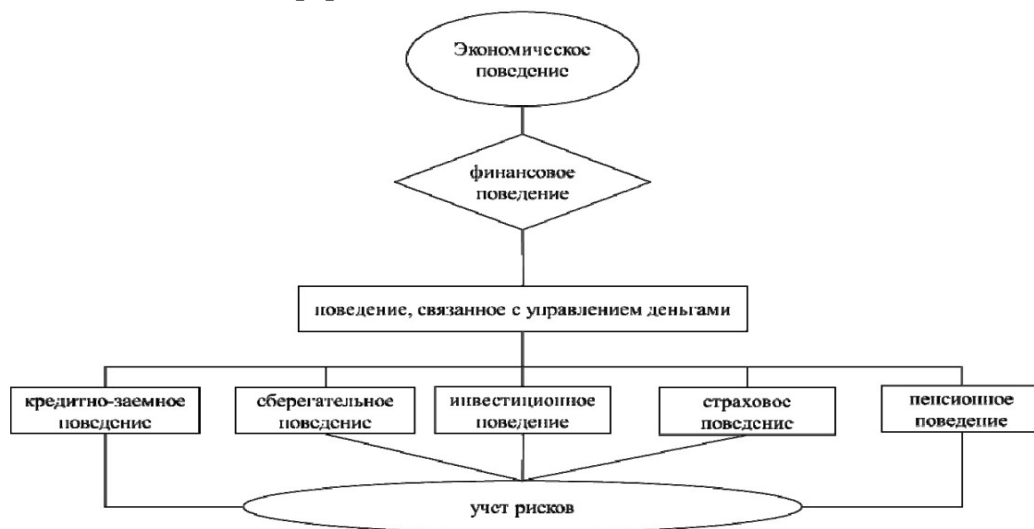 Экономическое
поведение
финансовое
поведение
поведение, связанное с управлением деньгами
кредитно-заемное
поведение
сберегательное
поведение
инвестиционное
поведение
страховое
поведение
пенсионное
поведение
учет рисков